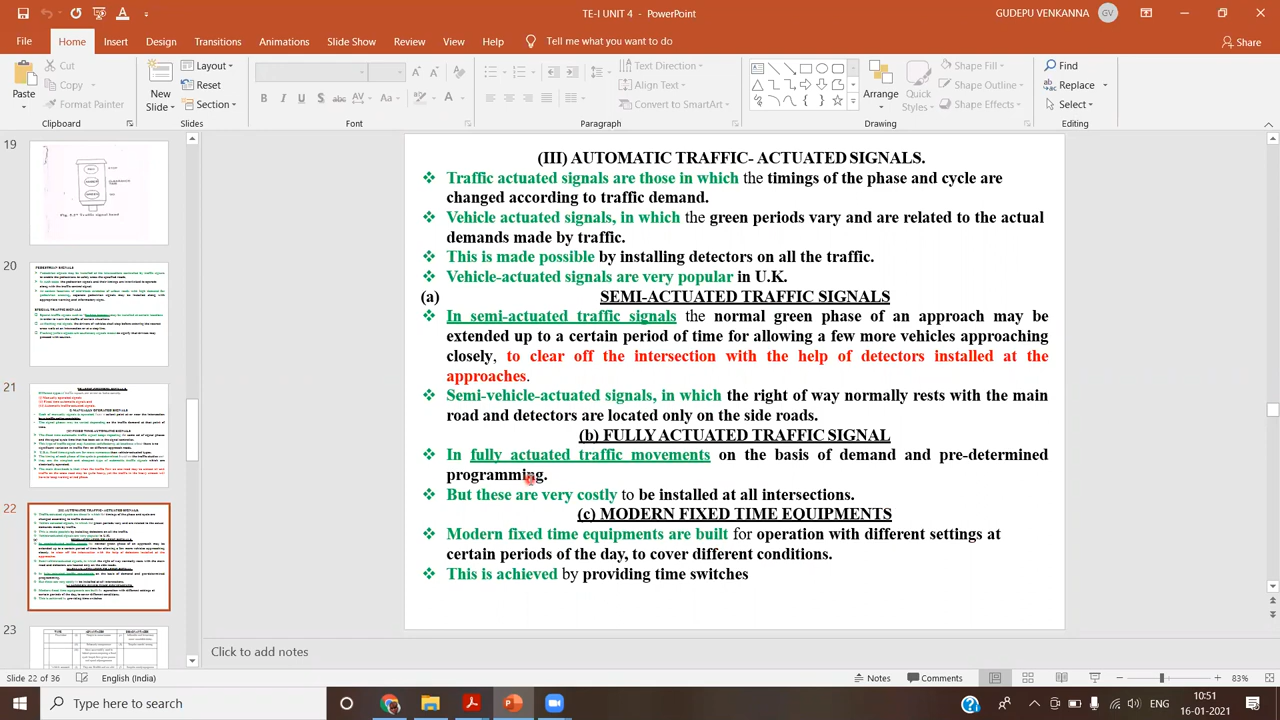 TE-I UNIT 4 - PowerPoint
GUDEPU VENKANNA GV
File Home Insert Design Transitions Animations Slide Show Review View Help Tell me what you want to do Share
Paste
Cut
Copy
Format Painter
Clipboard
New Slide
Layout
Reset
Section
Slides
Font
Text Direction
Align Text
Convert to SmartArt
Paragraph
Arrange
Quick Styles
Shape Fill
Shape Outline
Shape Effects
Drawing
Find
Replace
Select
Editing
19
20
21
22
23
(III) AUTOMATIC TRAFFIC- ACTUATED SIGNALS.
❖ Traffic actuated signals are those in which the timings of the phase and cycle are
changed according to traffic demand.
❖ Vehicle actuated signals, in which the green periods vary and are related to the actual
demands made by traffic.
❖ This is made possible by installing detectors on all the traffic.
❖ Vehicle-actuated signals are very popular in U.K.
(a) SEMI-ACTUATED TRAFFIC SIGNALS
❖ In semi-actuated traffic signals the normal green phase of an approach may be
extended up to a certain period of time for allowing a few more vehicles approaching
closely, to clear off the intersection with the help of detectors installed at the
approaches.
❖ Semi-vehicle-actuated signals, in which the right of way normally rests with the main
road and detectors are located only on the side roads.
(b) FULLY ACTUATED TRAFFIC SIGNAL
❖ In fully actuated traffic movements on the basis of demand and pre-determined
programming.
❖ But these are very costly to be installed at all intersections.
(c) MODERN FIXED TIME EQUIPMENTS
❖ Modern fixed time equipments are built for operation with different settings at
certain periods of the day, to cover different conditions.
❖ This is achieved by providing time switches
Click to add notes
Slide 22 of 36 English (India) Notes Comments 83%
Type here to search
10:51
16-01-2021